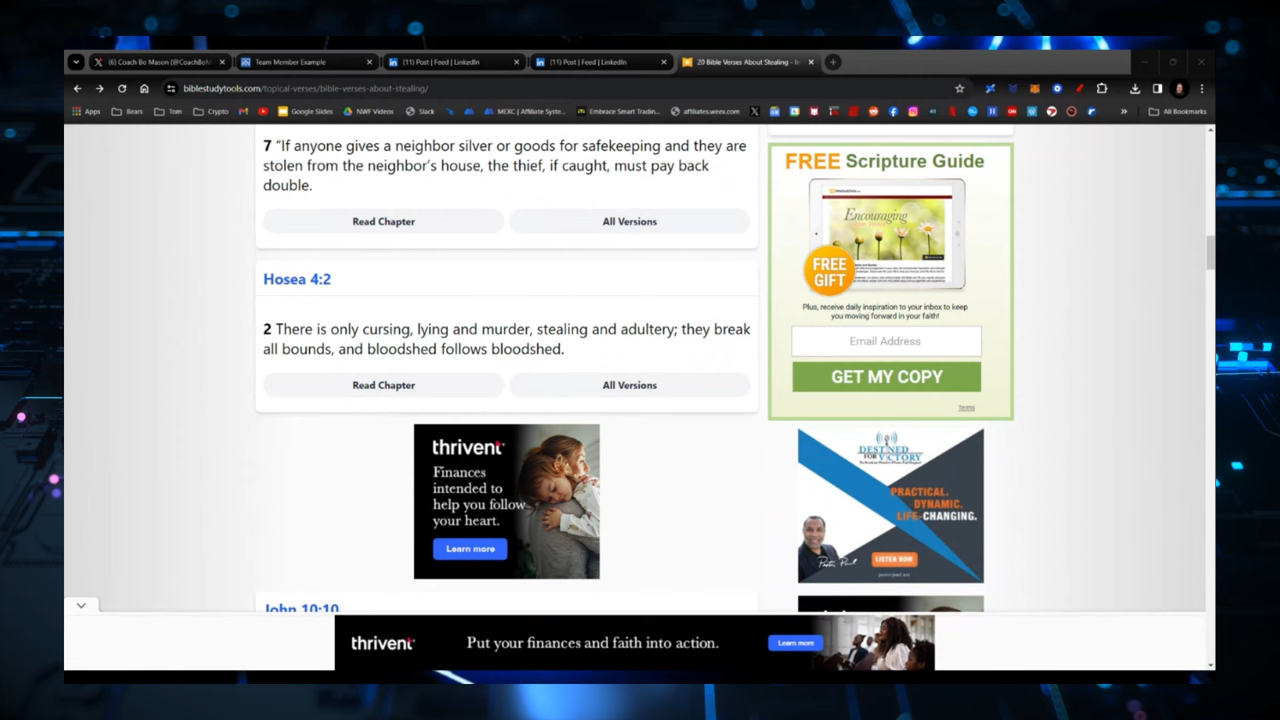 (6) Coach Bo Mason (@CoachBoM
Team Member Example
(11) Post | Feed | LinkedIn
(11) Post | Feed | LinkedIn
20 Bible Verses About Stealing - B
biblestudytools.com/topical-verses/bible-verses-about-stealing/
Apps
Bears
Tom
Crypto
Google Slides
NWF Videos
Slack
MEXC | Affiliate Syste...
Embrace Smart Tradin...
affiliates.weex.com
»
All Bookmarks
7 “If anyone gives a neighbor silver or goods for safekeeping and they are
stolen from the neighbor’s house, the thief, if caught, must pay back
double.
Read Chapter
All Versions
Hosea 4:2
2 There is only cursing, lying and murder, stealing and adultery; they break
all bounds, and bloodshed follows bloodshed.
Read Chapter
All Versions
thrivent
Finances
intended to
help you follow
your heart.
Learn more
John 10:10
FREE Scripture Guide
Encouraging
FREE
GIFT
Plus, receive daily inspiration to your inbox to keep
you moving forward in your faith!
Email Address
GET MY COPY
Terms
DESTINED
FOR VICTORY
PRACTICAL.
DYNAMIC.
LIFE-CHANGING.
LISTEN NOW
thrivent
Put your finances and faith into action.
Learn more